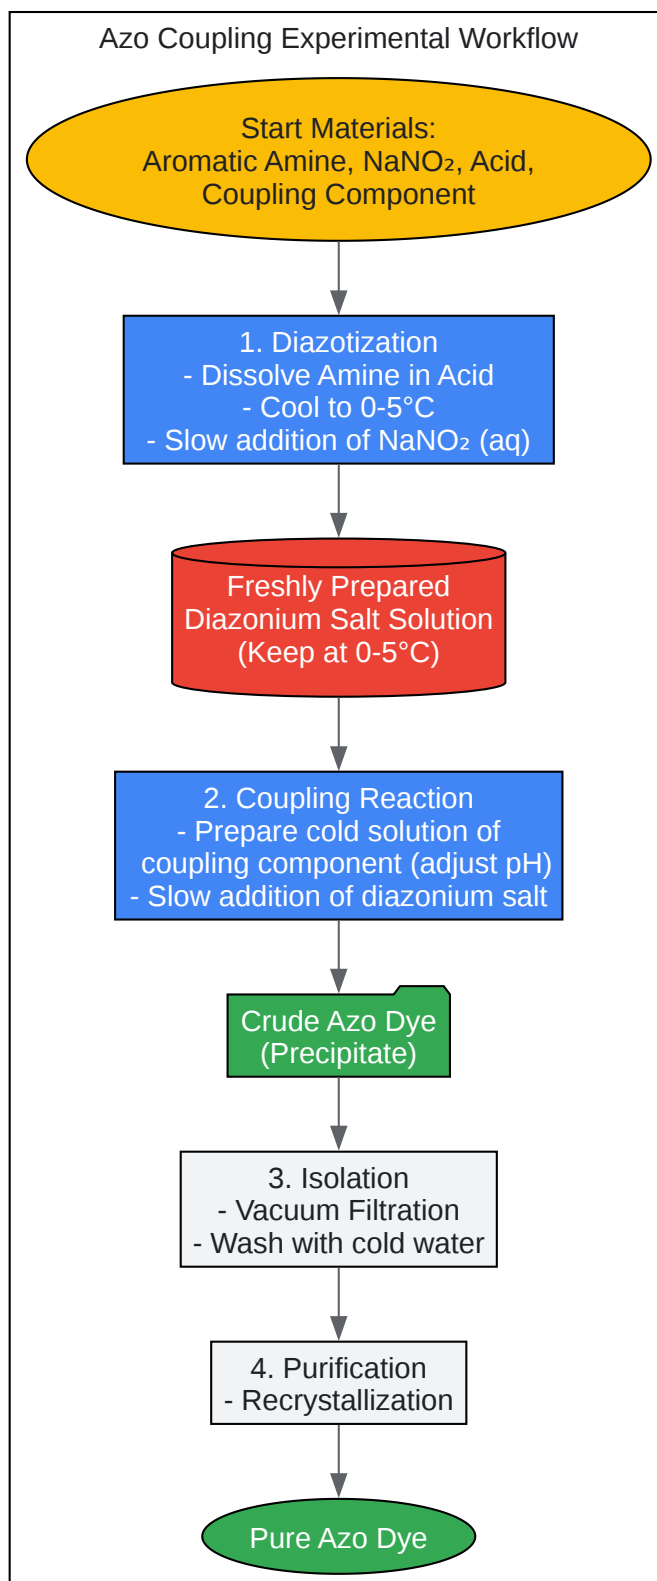 Azo Coupling Experimental Workflow
Start Materials:
Aromatic Amine, NaNO₂, Acid,
Coupling Component
1. Diazotization
- Dissolve Amine in Acid
- Cool to 0-5°C
- Slow addition of NaNO₂ (aq)
Freshly Prepared
Diazonium Salt Solution
(Keep at 0-5°C)
2. Coupling Reaction
- Prepare cold solution of
coupling component (adjust pH)
- Slow addition of diazonium salt
Crude Azo Dye
(Precipitate)
3. Isolation
- Vacuum Filtration
- Wash with cold water
4. Purification
- Recrystallization
Pure Azo Dye